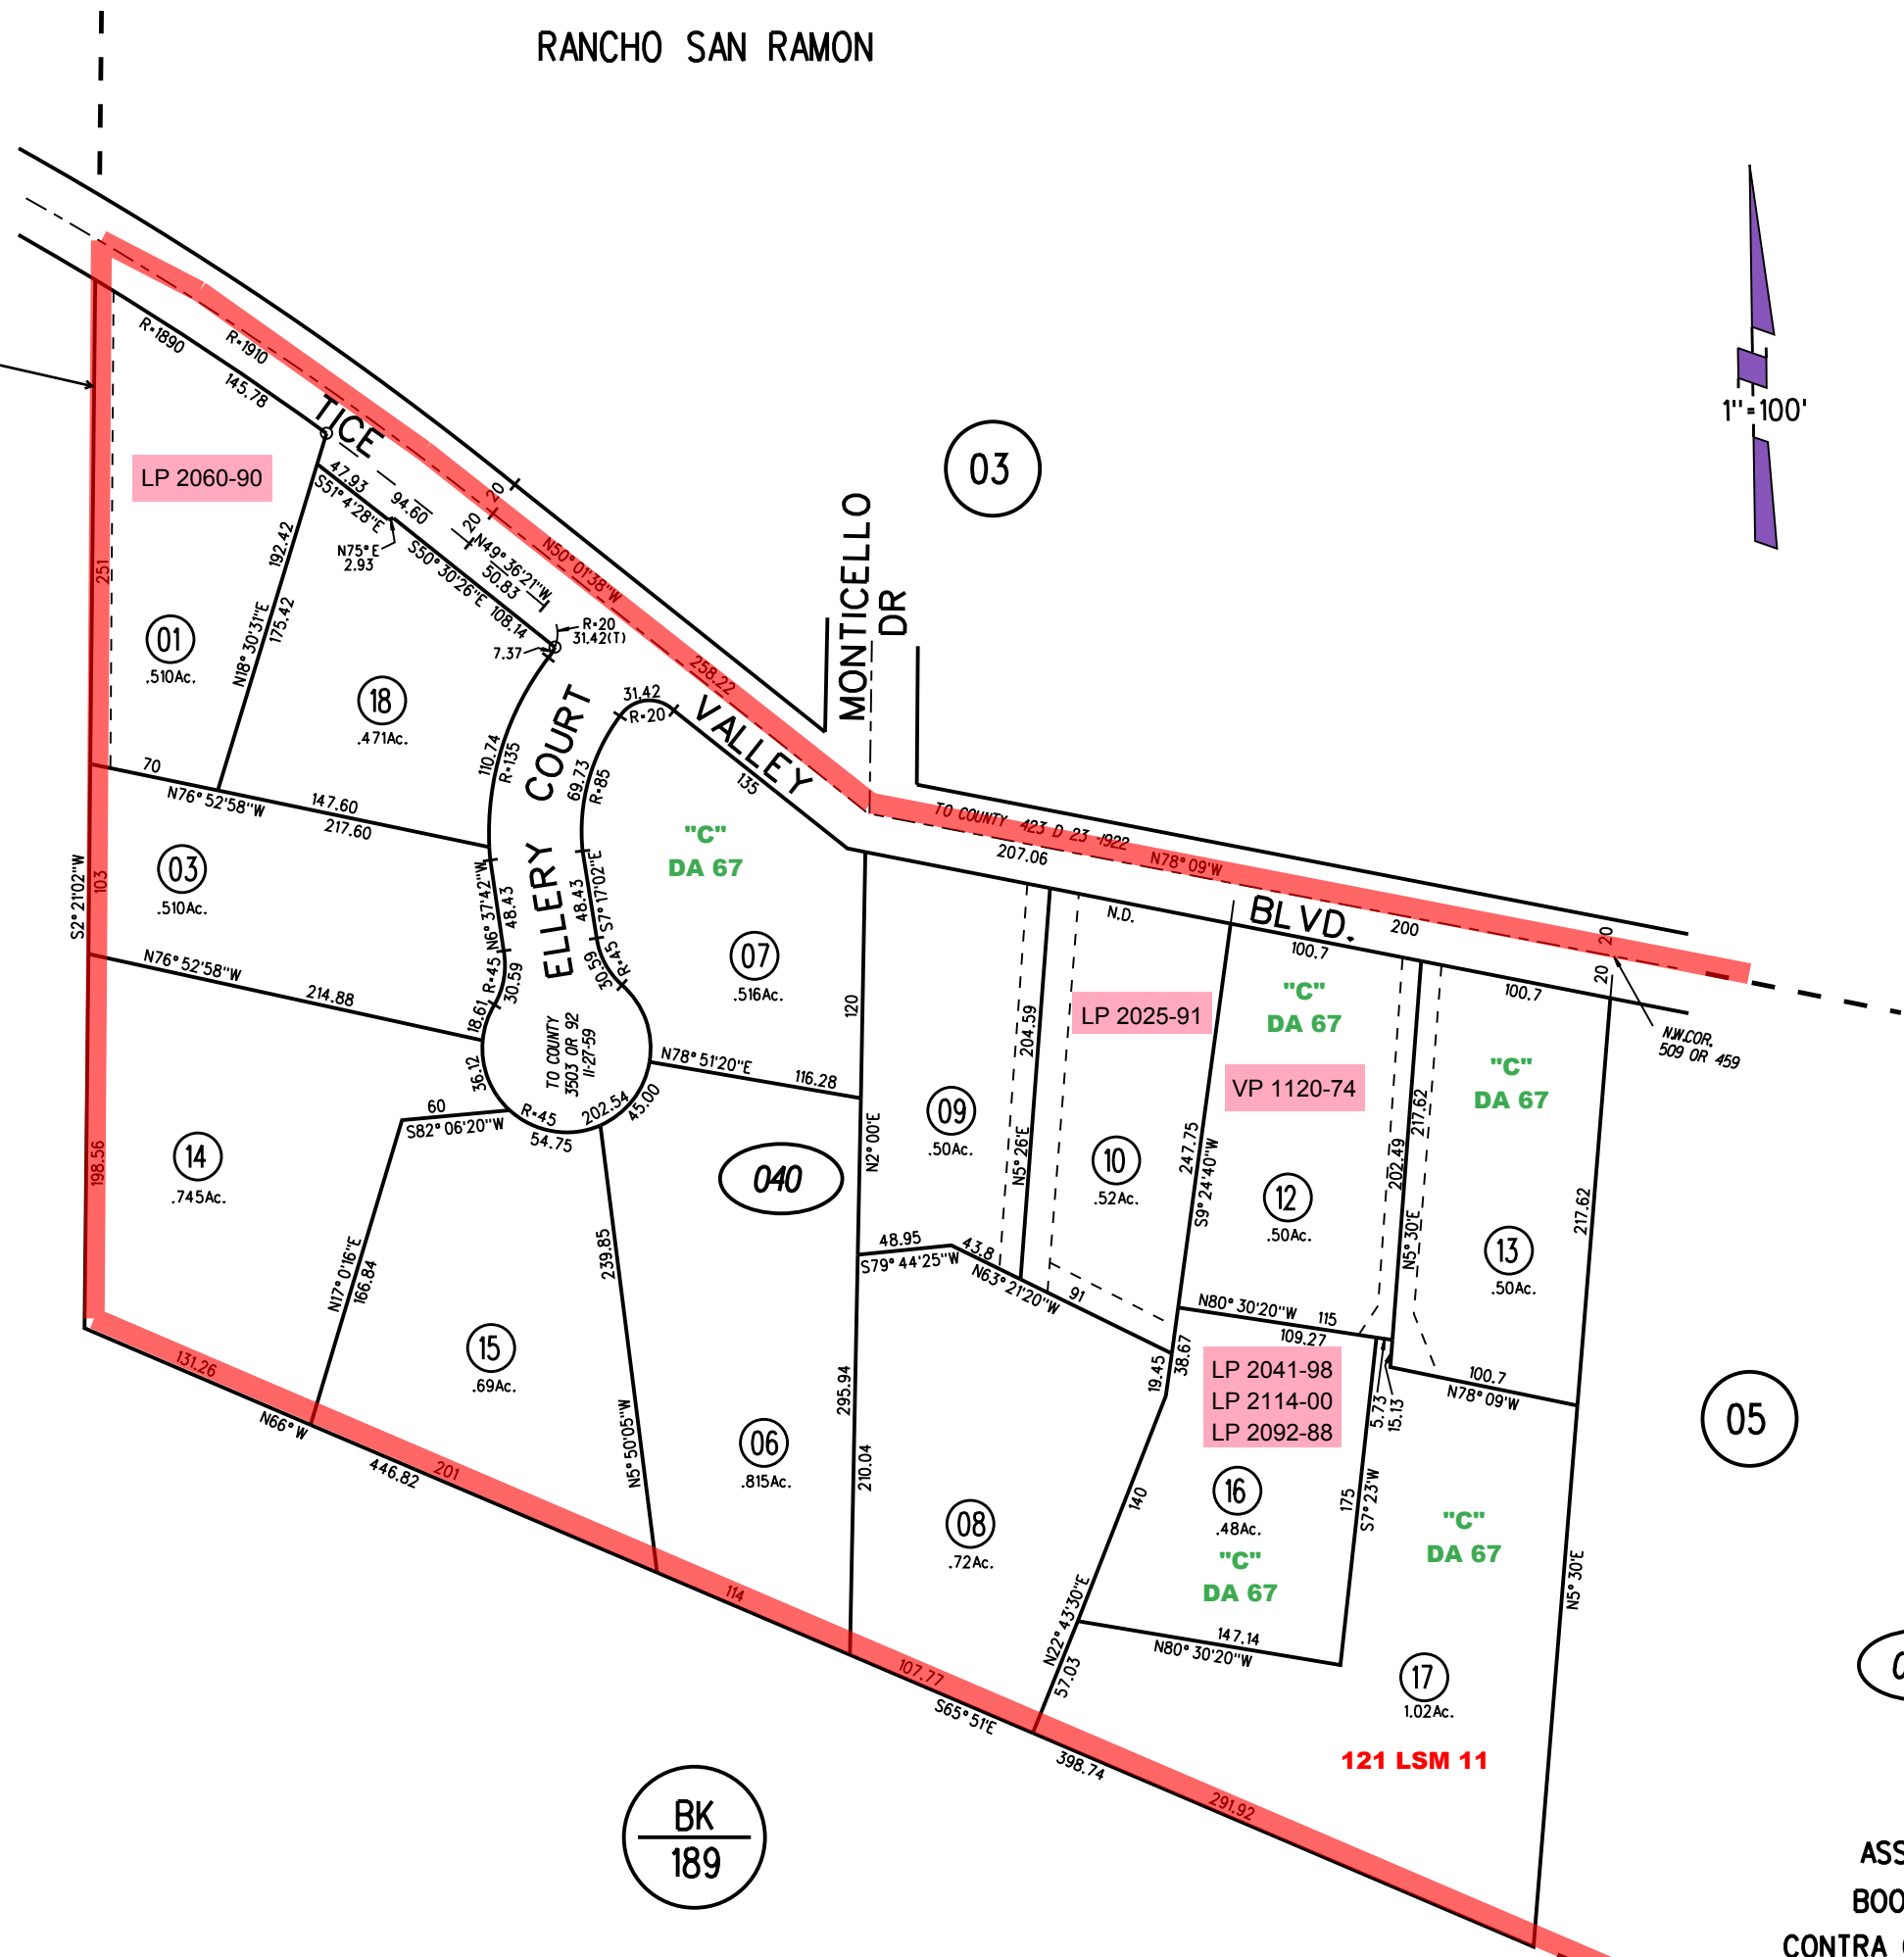 RANCHO SAN RAMON
1"=100'
R=1890
R=1910
145.78
TICE
LP 2060-90
47.93
S51°4'28"E
94.60
20
20
N75°E
2.93
S50°30'26"E 108.14
N49°36'21"W
50.83
N50°01'38"W
258.22
R=20
31.42(T)
7.37
251
192.42
N18°30'31"E
175.42
01
.510Ac.
18
.471Ac.
MONTICELLO
DR
03
31.42
R=20
VALLEY
135
110.74
R=135
ELLERY COURT
69.73
R=85
70
N76°52'58"W
147.60
217.60
"C"
DA 67
TO COUNTY 423 D 23 -1922
N78°09'W
207.06
BLVD.
200
20
20
N.D.
100.7
100.7
N.W.COR.
509 OR 459
S2°21'02"W
103
03
.510Ac.
N6°37'42"W
48.43
48.43
S7°17'02"E
07
.516Ac.
N76°52'58"W
214.88
R=45
30.59
18.61
30.59
R=45
TO COUNTY
3503 OR 92
11-27-59
36.12
N78°51'20"E
116.28
120
R=45
202.54
45.00
54.75
60
S82°06'20"W
LP 2025-91
"C"
DA 67
VP 1120-74
"C"
DA 67
204.59
N5°26'E
09
.50Ac.
10
.52Ac.
247.75
S9°24'40"W
12
.50Ac.
202.49
217.62
N5°30'E
13
.50Ac.
217.62
198.56
14
.745Ac.
040
N2°00'E
N17°0'16"E
166.84
239.85
48.95
S79°44'25"W
43.8
N63°21'20"W
91
N80°30'20"W
115
109.27
19.45
38.67
LP 2041-98
LP 2114-00
LP 2092-88
5.73
15.13
100.7
N78°09'W
15
.69Ac.
131.26
N66°W
446.82
201
N5°50'05"W
06
.815Ac.
295.94
210.04
08
.72Ac.
140
16
.48Ac.
"C"
DA 67
175
S7°23'W
"C"
DA 67
05
N5°30'E
N22°43'30"E
57.03
147.14
N80°30'20"W
17
1.02Ac.
121 LSM 11
114
107.77
S65°51'E
398.74
291.92
BK
189
ASS
BOO
CONTRA